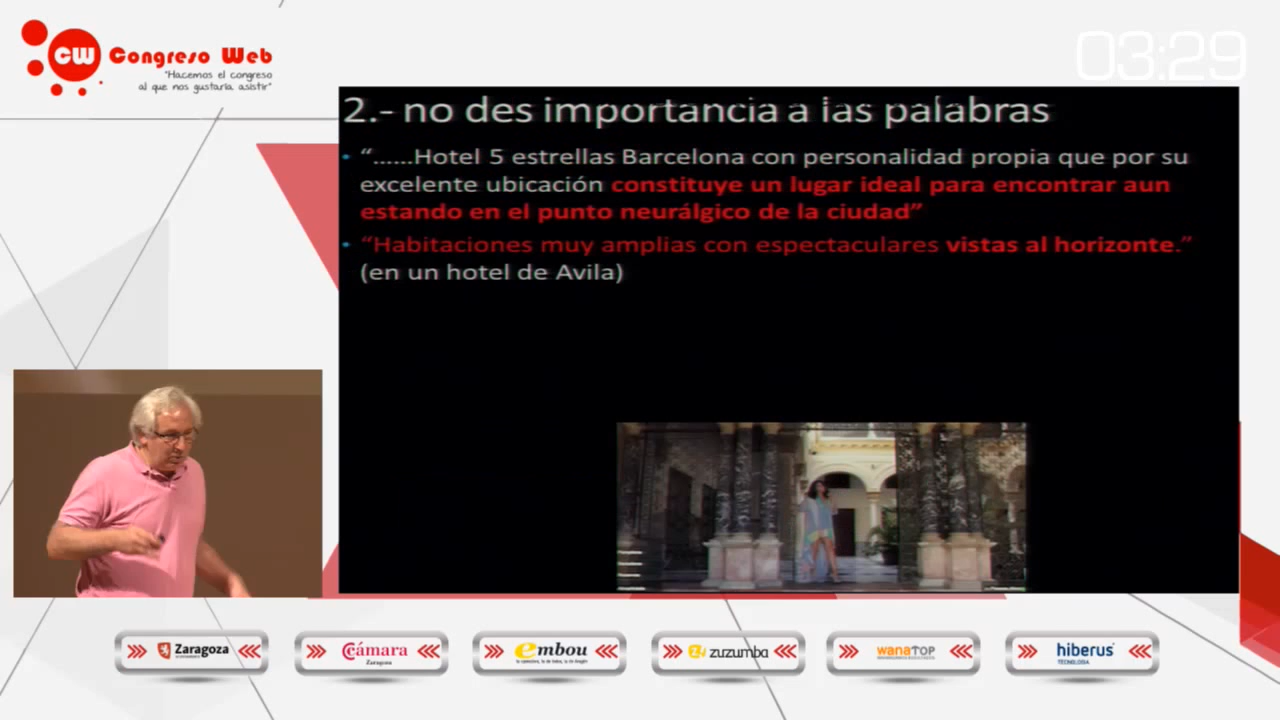 CW Congreso Web
"Hacemos el congreso
al que nos gustaría asistir"
03:29
2.- no des importancia a las palabras
• “......Hotel 5 estrellas Barcelona con personalidad propia que por su
excelente ubicación constituye un lugar ideal para encontrar aun
estando en el punto neurálgico de la ciudad”
• “Habitaciones muy amplias con espectaculares vistas al horizonte.”
(en un hotel de Avila)
Zaragoza
Cámara
Zaragoza
embou
zuzumba
wanaTOP
hiberus
TECNOLOGIA